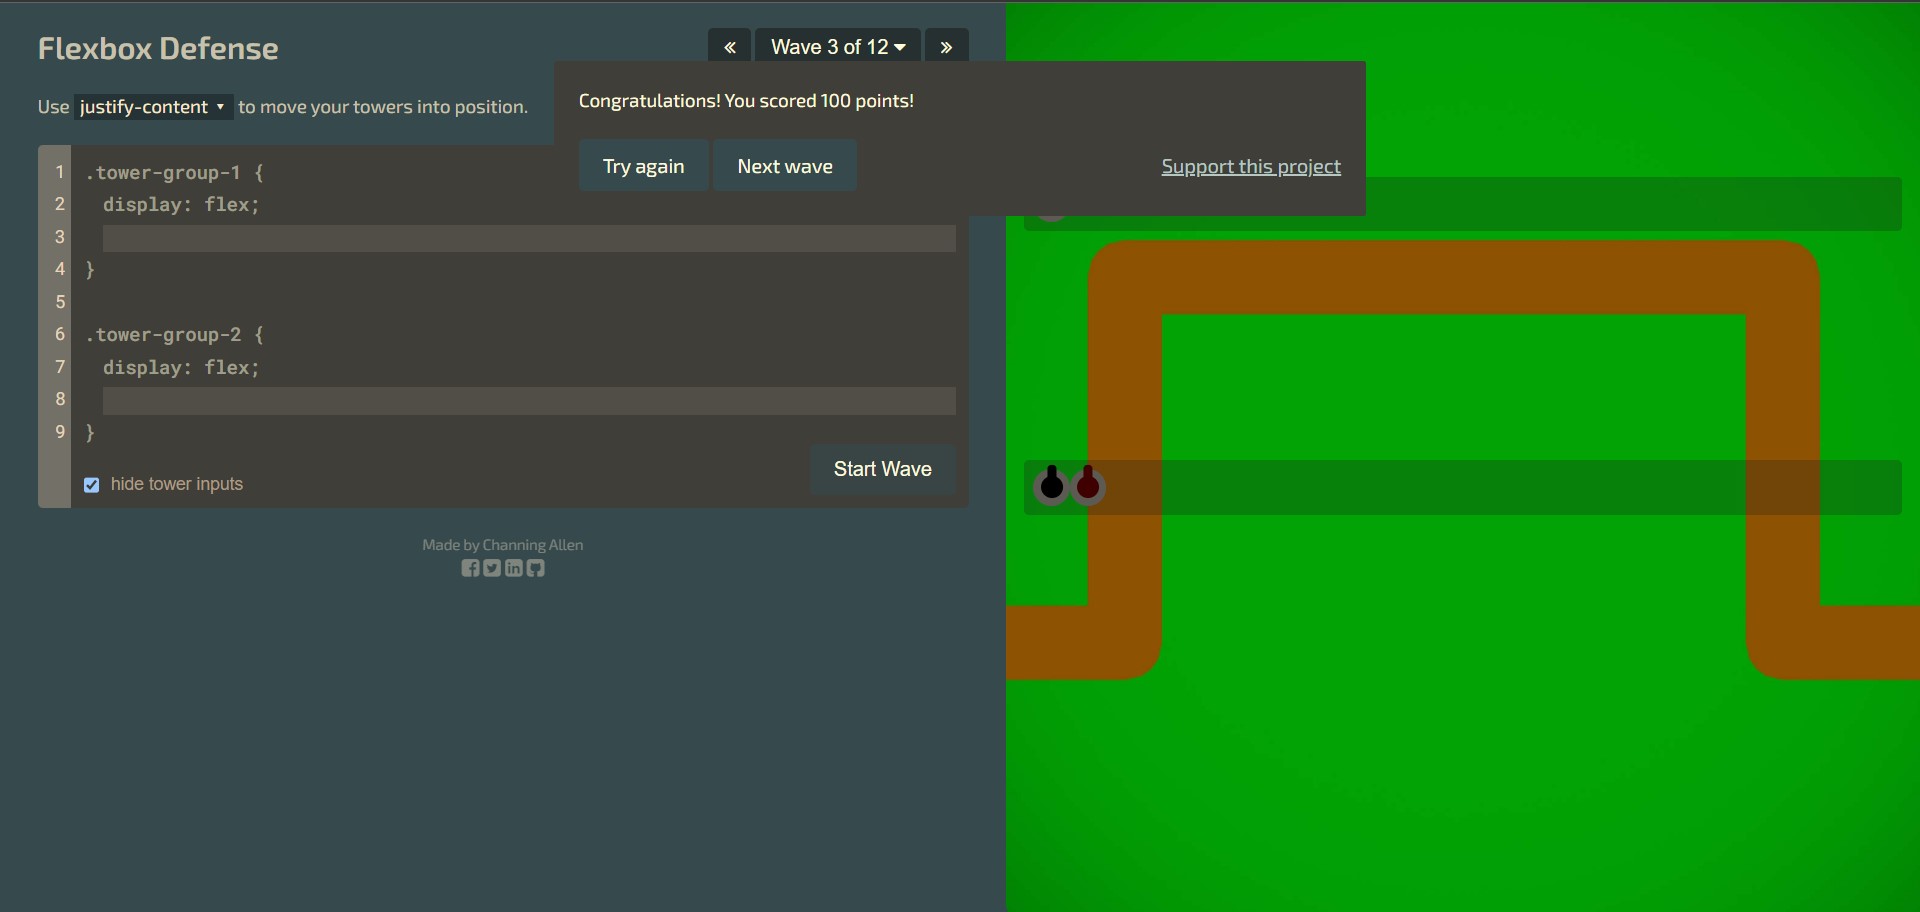 Flexbox Defense
« Wave 3 of 12 »
Use justify-content to move your towers into position.
Congratulations! You scored 100 points!
Try again Next wave Support this project
1 .tower-group-1 {
2 display: flex;
3
4 }
5
6 .tower-group-2 {
7 display: flex;
8
9 }
Start Wave
hide tower inputs
Made by Channing Allen